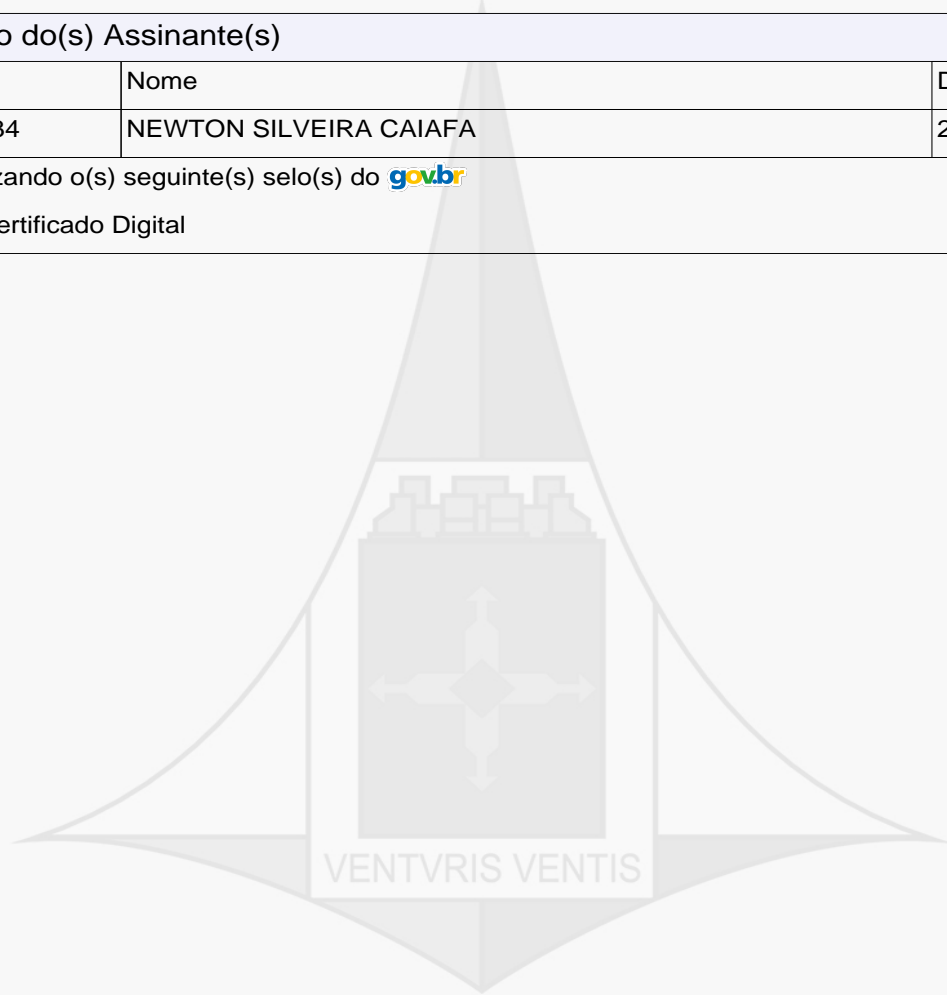 o do(s) Assinante(s)
Nome D
34 NEWTON SILVEIRA CAIAFA 2
zando o(s) seguinte(s) selo(s) do gov.br
ertificado Digital
VENTVRIS VENTIS